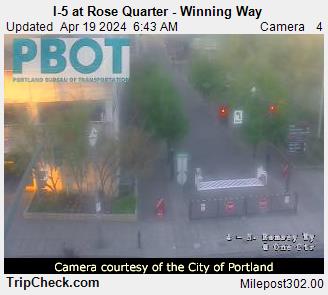 I-5 at Rose Quarter - Winning Way
Updated Apr 19 2024 6:43 AM Camera 4
PBOT
PORTLAND BUREAU OF TRANSPORTATION
Camera courtesy of the City of Portland
TripCheck.com Milepost302.00